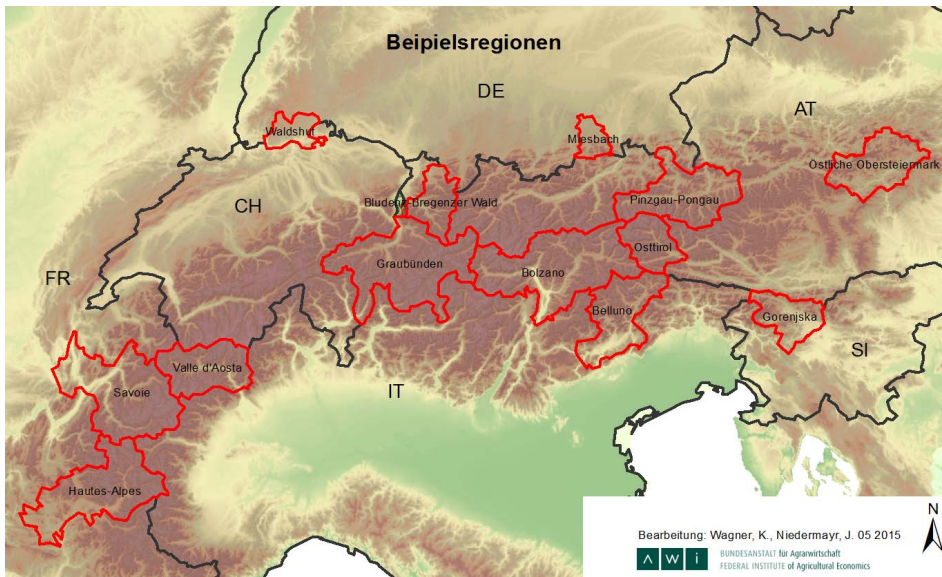 Beipielsregionen
DE
AT
Waldshut
Miesbach
Östliche Obersteiermark
CH
Bludenz-Bregenzer Wald
Pinzgau-Pongau
Osttirol
Graubünden
Bolzano
FR
Belluno
Gorenjska
SI
Valle d'Aosta
Savoie
IT
Hautes-Alpes
N
Bearbeitung: Wagner, K., Niedermayr, J. 05 2015
AWi
BUNDESANSTALT für Agrarwirtschaft
FEDERAL INSTITUTE of Agricultural Economics